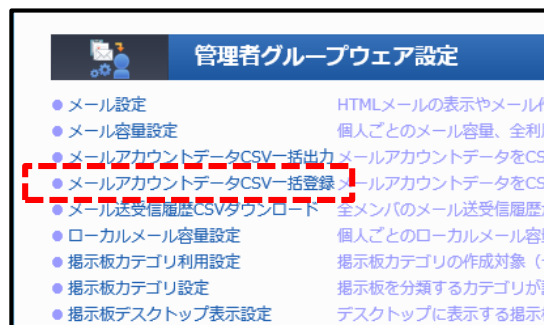 管理者グループウェア設定
● メール設定 HTMLメールの表示やメール
● メール容量設定 個人ごとのメール容量、全利
● メールアカウントデータCSV一括出力 メールアカウントデータをCS
● メールアカウントデータCSV一括登録 メールアカウントデータをCS
● メール送受信履歴CSVダウンロード 全メンバのメール送受信履歴
● ローカルメール容量設定 個人ごとのローカルメール容
● 掲示板カテゴリ利用設定 掲示板カテゴリの作成対象（
● 掲示板カテゴリ設定 掲示板を分類するカテゴリが
● 掲示板デスクトップ表示設定 デスクトップに表示する掲示